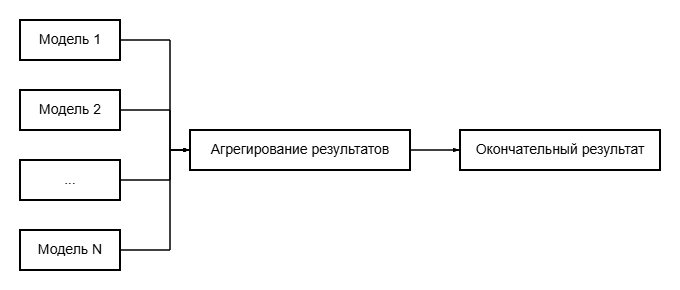 Модель 1
Модель 2
...
Модель N
Агрегирование результатов
Окончательный результат